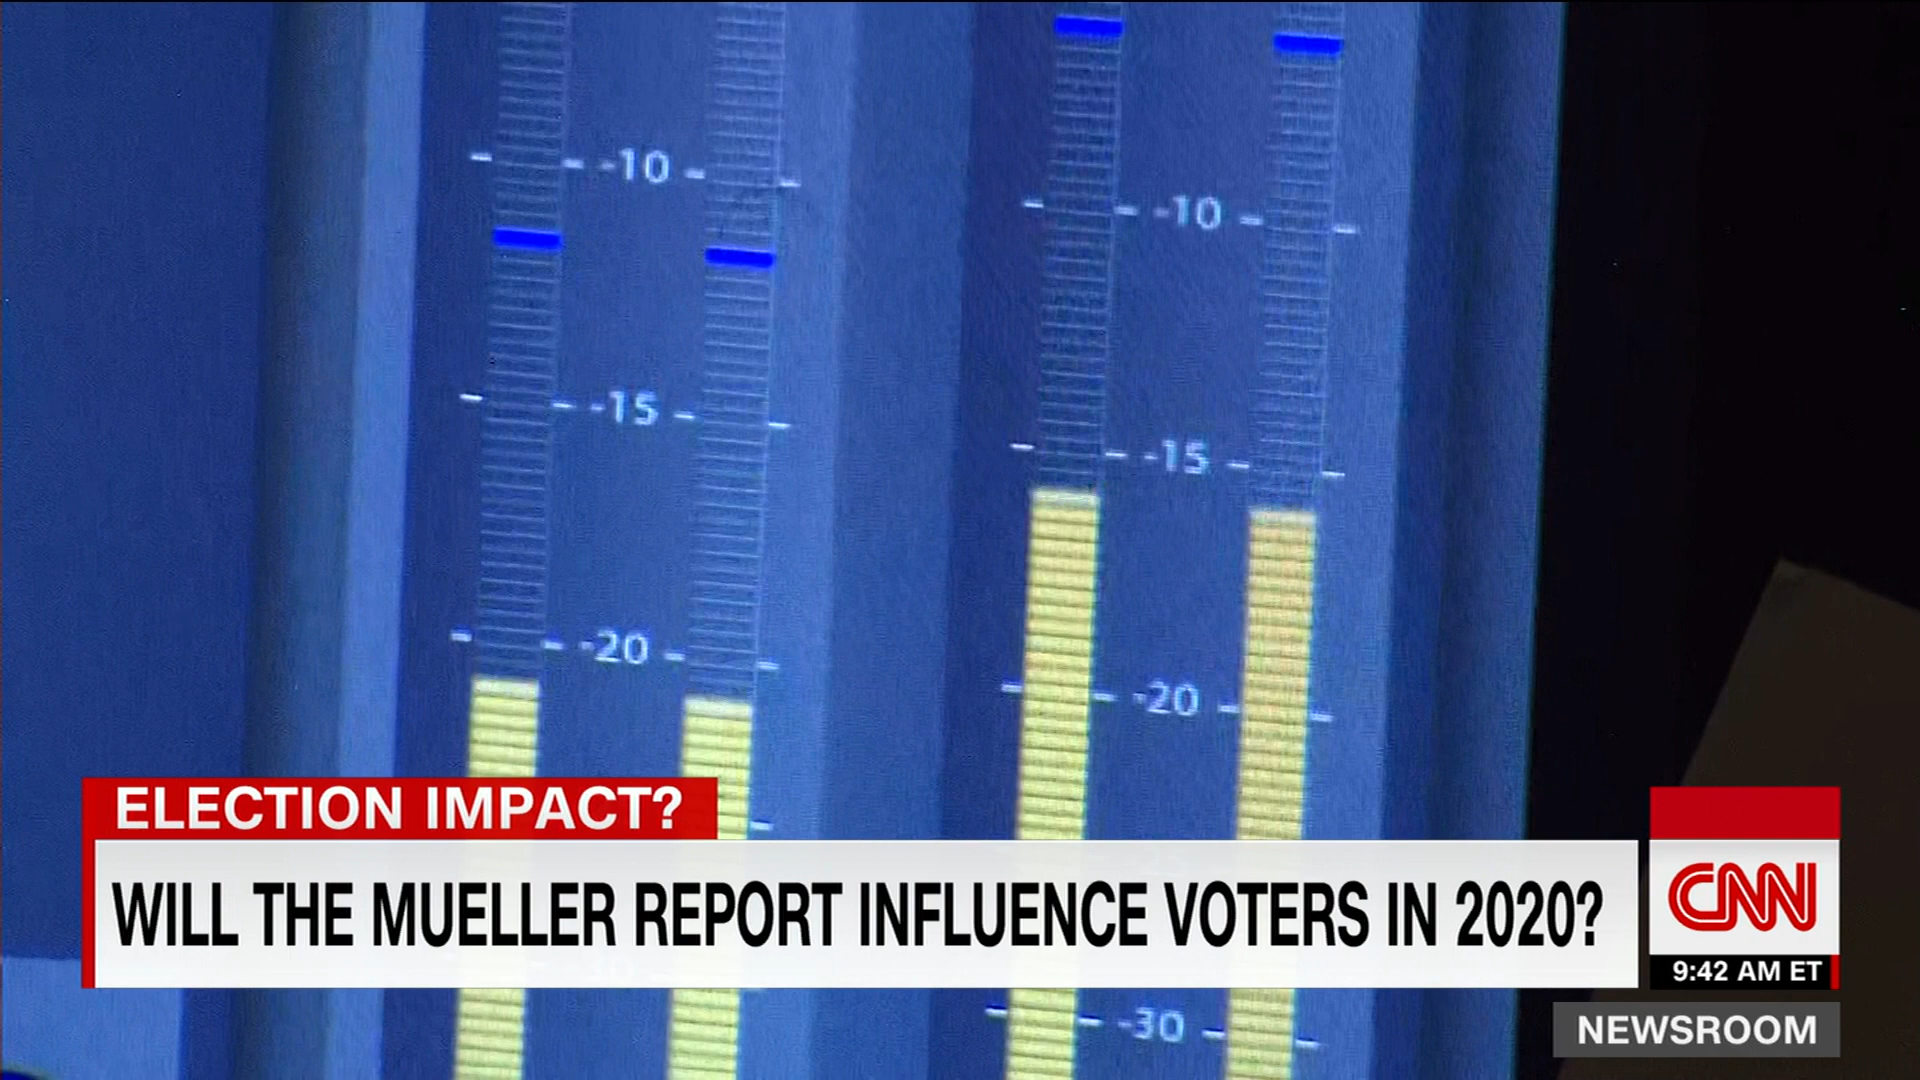 -10
-10
-15
-15
-20
-20
ELECTION IMPACT?
WILL THE MUELLER REPORT INFLUENCE VOTERS IN 2020?
CNN
9:42 AM ET
-30
NEWSROOM